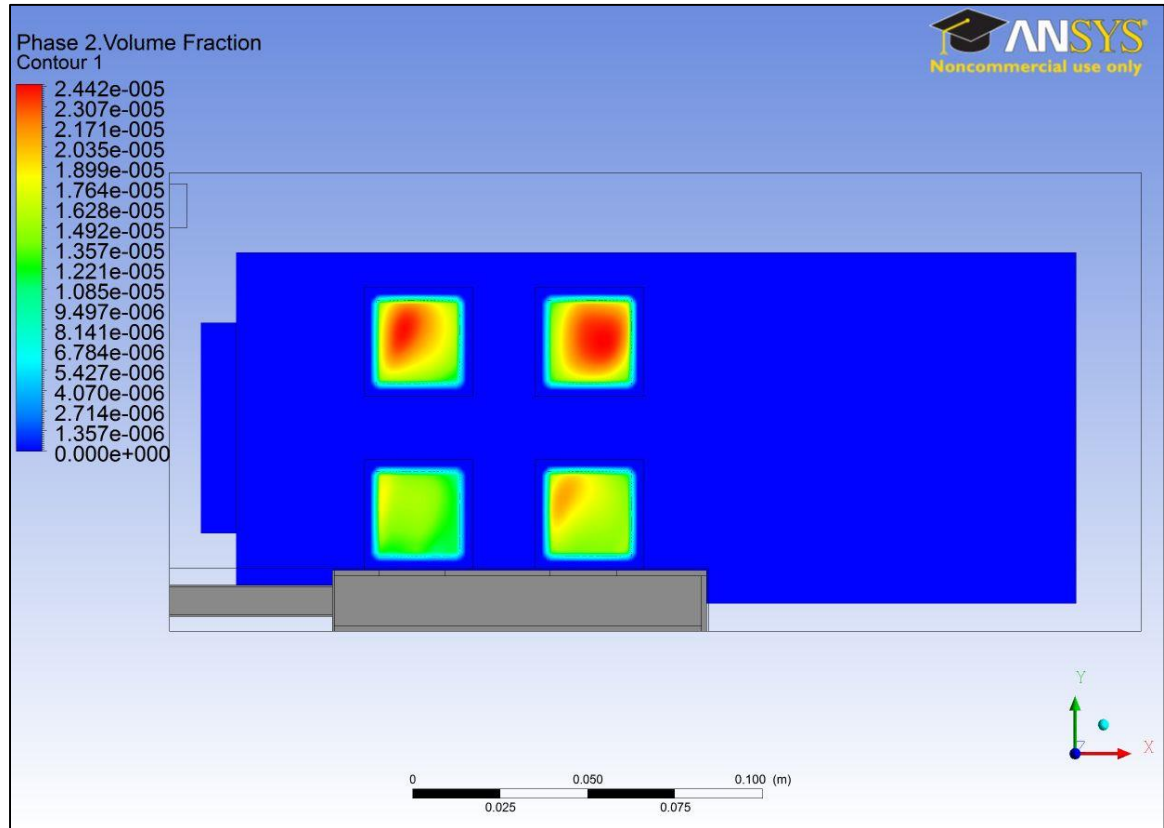 Phase 2.Volume Fraction
Contour 1
2.442e-005
2.307e-005
2.171e-005
2.035e-005
1.899e-005
1.764e-005
1.628e-005
1.492e-005
1.357e-005
1.221e-005
1.085e-005
9.497e-006
8.141e-006
6.784e-006
5.427e-006
4.070e-006
2.714e-006
1.357e-006
0.000e+000
ANSYS
Noncommercial use only
Y
Z
X
0 0.050 0.100 (m)
0.025 0.075